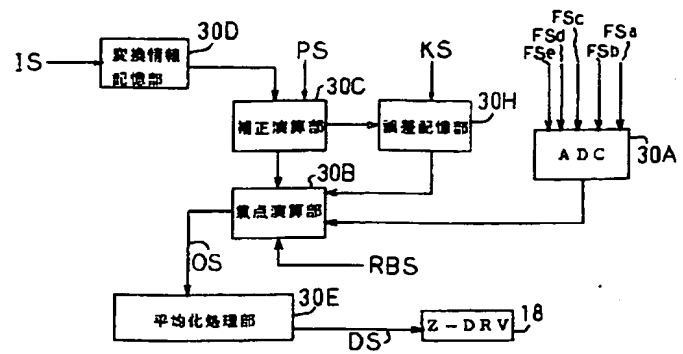 IS
変換情報
記憶部
30D
PS
KS
FSe
FSd
FSc
FSb
FSa
補正演算部
30C
誤差記憶部
30H
ADC
30A
焦点演算部
30B
OS
RBS
平均化処理部
30E
DS
Z-DRV
18